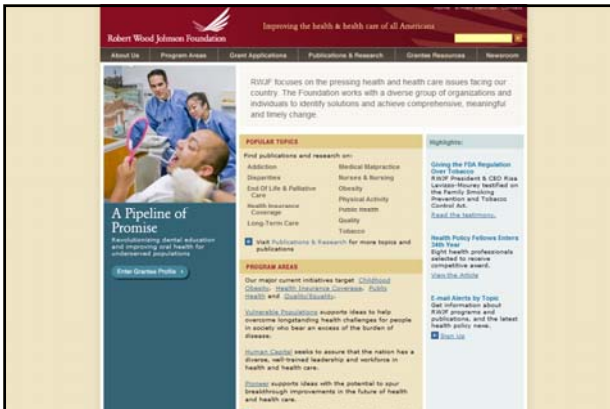 Robert Wood Johnson Foundation
Improving the health & health care of all Americans
About Us
Program Areas
Grant Applications
Publications & Research
Grantee Resources
Newsroom
RWJF focuses on the pressing health and health care issues facing our
country. The Foundation works with a diverse group of organizations and
individuals to identify solutions and achieve comprehensive, meaningful
and timely change.
A Pipeline of
Promise
Revolutionizing dental education
and improving oral health for
underserved populations
Enter Grantee Profile
POPULAR TOPICS
Find publications and research on:
Addiction
Disparities
End Of Life & Palliative
Care
Health Insurance
Coverage
Long-Term Care
Medical Malpractice
Nurses & Nursing
Obesity
Physical Activity
Public Health
Quality
Tobacco
Visit Publications & Research for more topics and
publications
PROGRAM AREAS
Our major current initiatives target Childhood
Obesity, Health Insurance Coverage, Public
Health and Quality/Equality.
Vulnerable Populations supports ideas to help
overcome longstanding health challenges for people
in society who bear an excess of the burden of
disease.
Human Capital seeks to assure that the nation has a
diverse, well-trained leadership and workforce in
health and health care.
Pioneer supports ideas with the potential to spur
breakthrough improvements in the future of health
and health care.
Highlights:
Giving the FDA Regulation
Over Tobacco
RWJF President & CEO Risa
Lavizzo-Mourey testified on
the Family Smoking
Prevention and Tobacco
Control Act.
Read the testimony.
Health Policy Fellows Enters
34th Year
Eight health professionals
selected to receive
competitive award.
View the Article
E-mail Alerts by Topic
Get information about
RWJF programs and
publications, and the latest
health policy news.
Sign Up